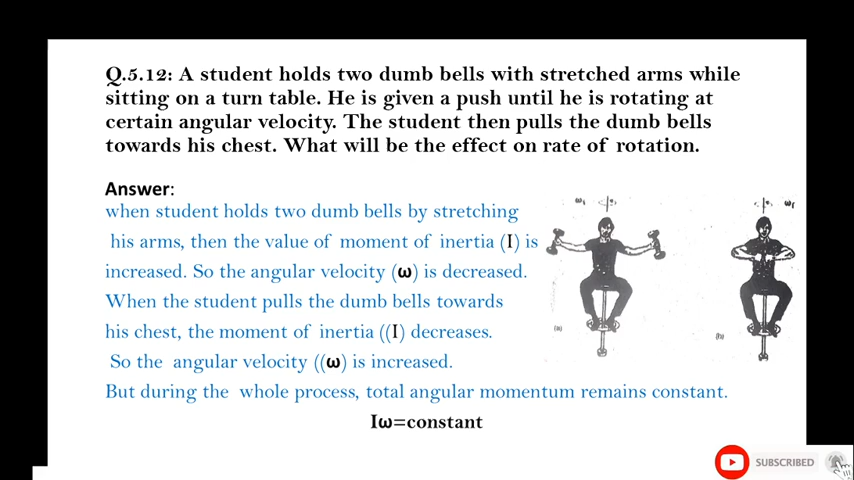 Q.5.12: A student holds two dumb bells with stretched arms while
sitting on a turn table. He is given a push until he is rotating at
certain angular velocity. The student then pulls the dumb bells
towards his chest. What will be the effect on rate of rotation.
Answer:
when student holds two dumb bells by stretching
his arms, then the value of moment of inertia (I) is
increased. So the angular velocity (ω) is decreased.
When the student pulls the dumb bells towards
his chest, the moment of inertia ((I) decreases.
So the angular velocity ((ω) is increased.
But during the whole process, total angular momentum remains constant.
Iω=constant
(a)
(b)
SUBSCRIBED